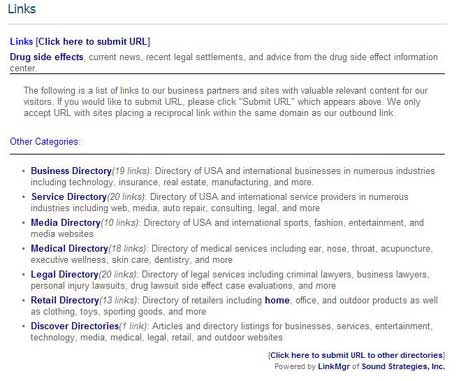 Links
Links [Click here to submit URL]
Drug side effects, current news, recent legal settlements, and advice from the drug side effect information
center.
The following is a list of links to our business partners and sites with valuable relevant content for our
visitors. If you would like to submit URL, please click "Submit URL" which appears above. We only
accept URL with sites placing a reciprocal link within the same domain as our outbound link.
Other Categories:
• Business Directory(19 links): Directory of USA and international businesses in numerous industries
including technology, insurance, real estate, manufacturing, and more.
• Service Directory(20 links): Directory of USA and international service providers in numerous
industries including web, media, auto repair, consulting, legal, and more
• Media Directory(10 links): Directory of USA and international sports, fashion, entertainment, and
media websites
• Medical Directory(18 links): Directory of medical services including ear, nose, throat, acupuncture,
executive wellness, skin care, dentistry, and more
• Legal Directory(20 links): Directory of legal services including criminal lawyers, business lawyers,
personal injury lawsuits, drug lawsuit side effect case evaluations, and more
• Retail Directory(13 links): Directory of retailers including home, office, and outdoor products as well
as clothing, toys, sporting goods, and more
• Discover Directories(1 link): Articles and directory listings for businesses, services, entertainment,
technology, media, medical, legal, retail, and outdoor websites
[Click here to submit URL to other directories]
Powered by LinkMgr of Sound Strategies, Inc.